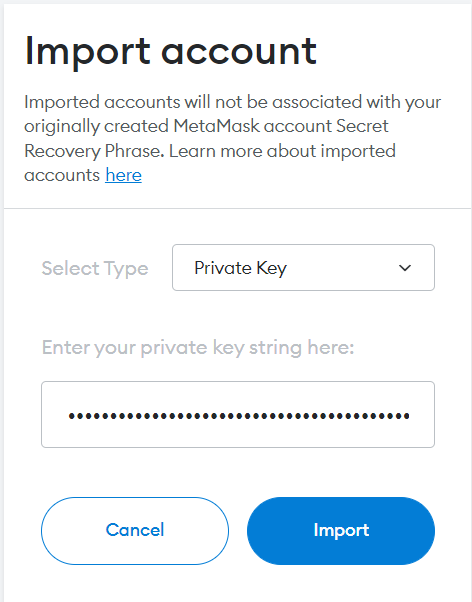 Import account
Imported accounts will not be associated with your
originally created MetaMask account Secret
Recovery Phrase. Learn more about imported
accounts here
Select Type
Private Key
Enter your private key string here:
••••••••••••••••••••••••••••••••••••••••••
Cancel
Import